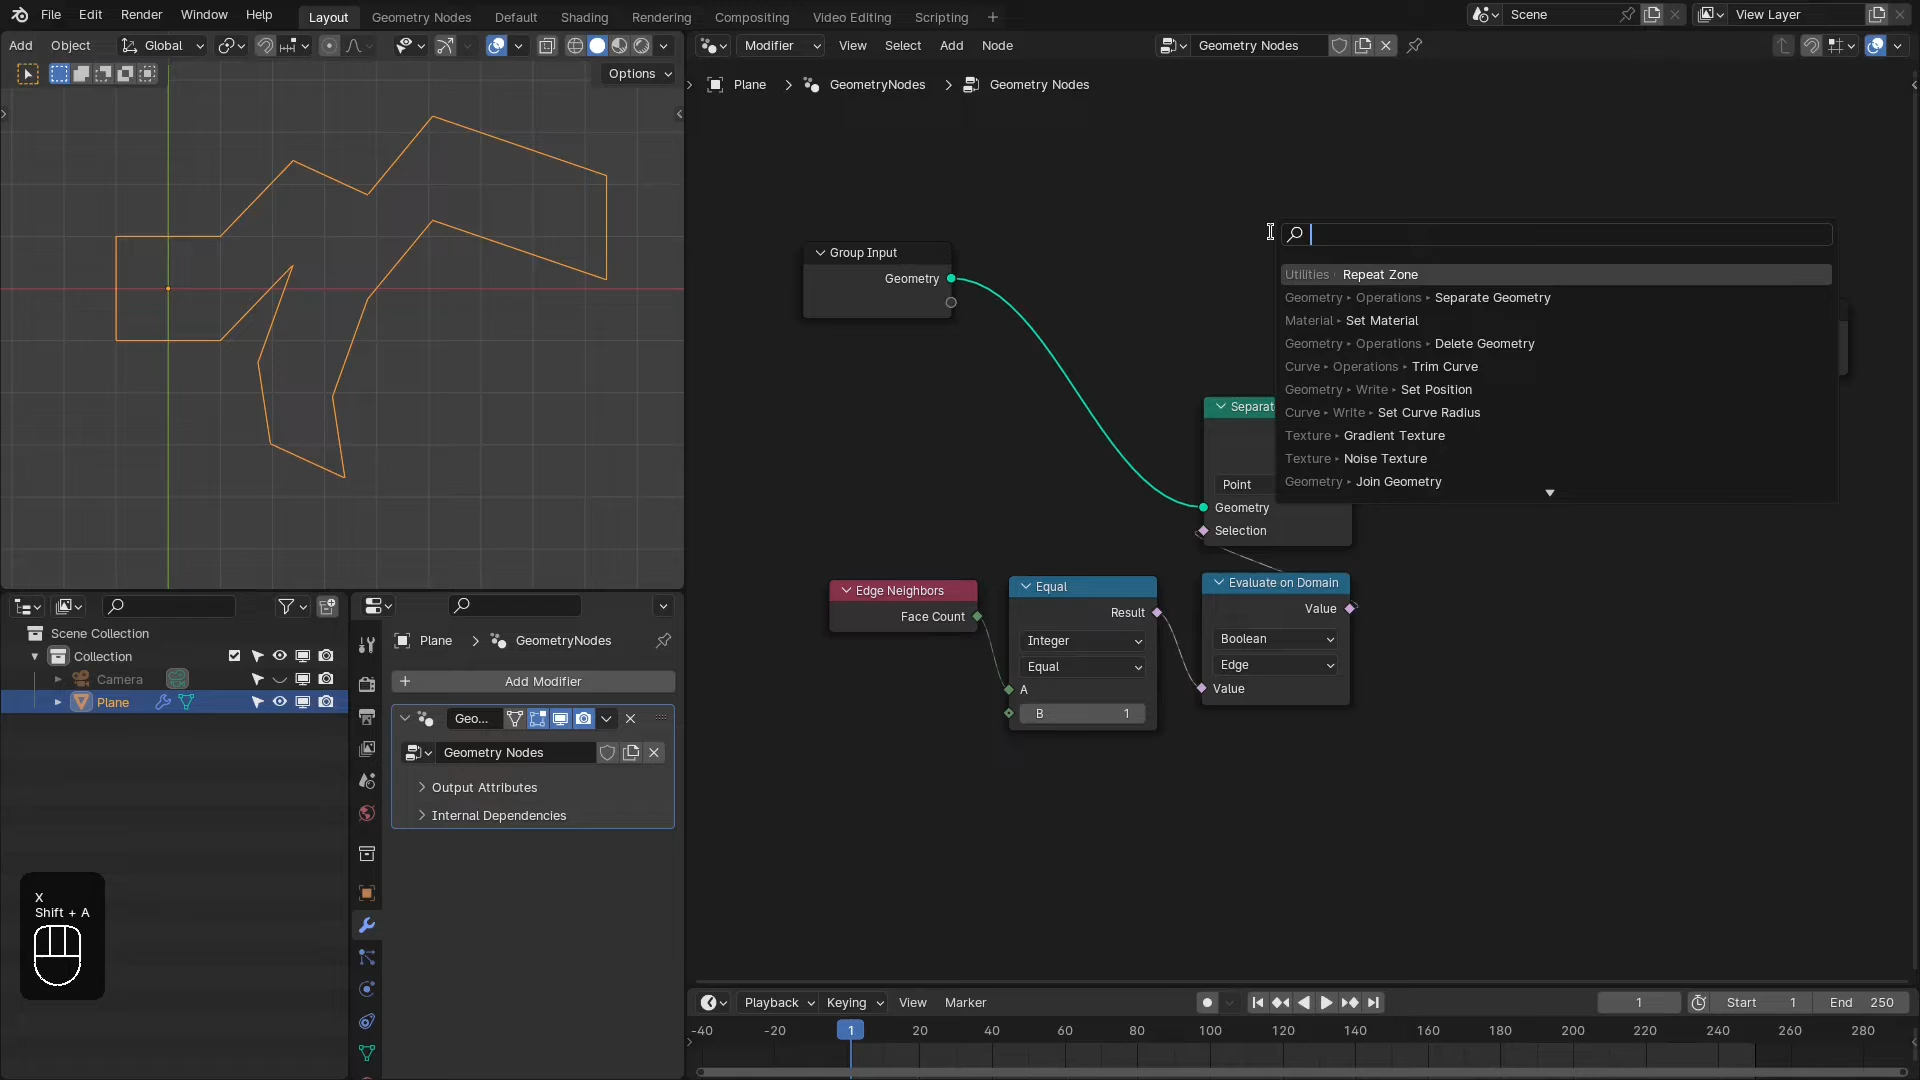 File Edit Render Window Help Layout Geometry Nodes Default Shading Rendering Compositing Video Editing Scripting + Scene View Layer
Add Object Global
Options
Modifier View Select Add Node Geometry Nodes
Plane > GeometryNodes > Geometry Nodes
Group Input
Geometry
Utilities ▸ Repeat Zone
Geometry ▸ Operations ▸ Separate Geometry
Material ▸ Set Material
Geometry ▸ Operations ▸ Delete Geometry
Curve ▸ Operations ▸ Trim Curve
Geometry ▸ Write ▸ Set Position
Curve ▸ Write ▸ Set Curve Radius
Texture ▸ Gradient Texture
Texture ▸ Noise Texture
Geometry ▸ Join Geometry
Separat
Point
Geometry
Selection
Edge Neighbors
Face Count
Equal
Result
Integer
Equal
A
B 1
Evaluate on Domain
Value
Boolean
Edge
Value
Scene Collection
Collection
Camera
Plane
Plane > GeometryNodes
+ Add Modifier
Geo...
Geometry Nodes
Output Attributes
Internal Dependencies
X
Shift + A
Playback Keying View Marker 1 Start 1 End 250
-40 -20 1 20 40 60 80 100 120 140 160 180 200 220 240 260 280